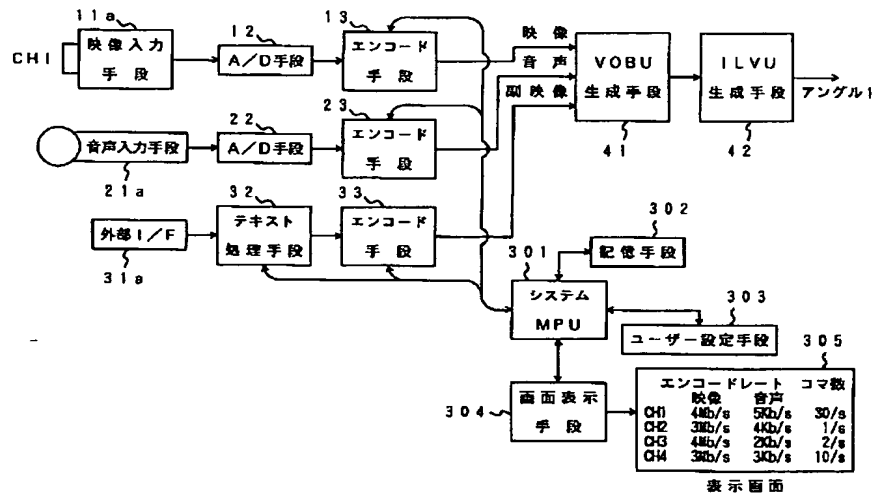 11a
映像入力
手段
CH1
12
A/D手段
13
エンコード
手段
映像
音声
副映像
VOBU
生成手段
41
ILVU
生成手段
42
アングル1
音声入力手段
21a
22
A/D手段
23
エンコード
手段
外部I/F
31a
32
テキスト
処理手段
33
エンコード
手段
301
システム
MPU
302
記憶手段
303
ユーザー設定手段
304
画面表示
手段
305
エンコードレート コマ数
映像 音声
CH1 4Mb/s 5Kb/s 30/s
CH2 3Mb/s 4Kb/s 1/s
CH3 4Mb/s 2Kb/s 2/s
CH4 3Mb/s 3Kb/s 10/s
表示画面